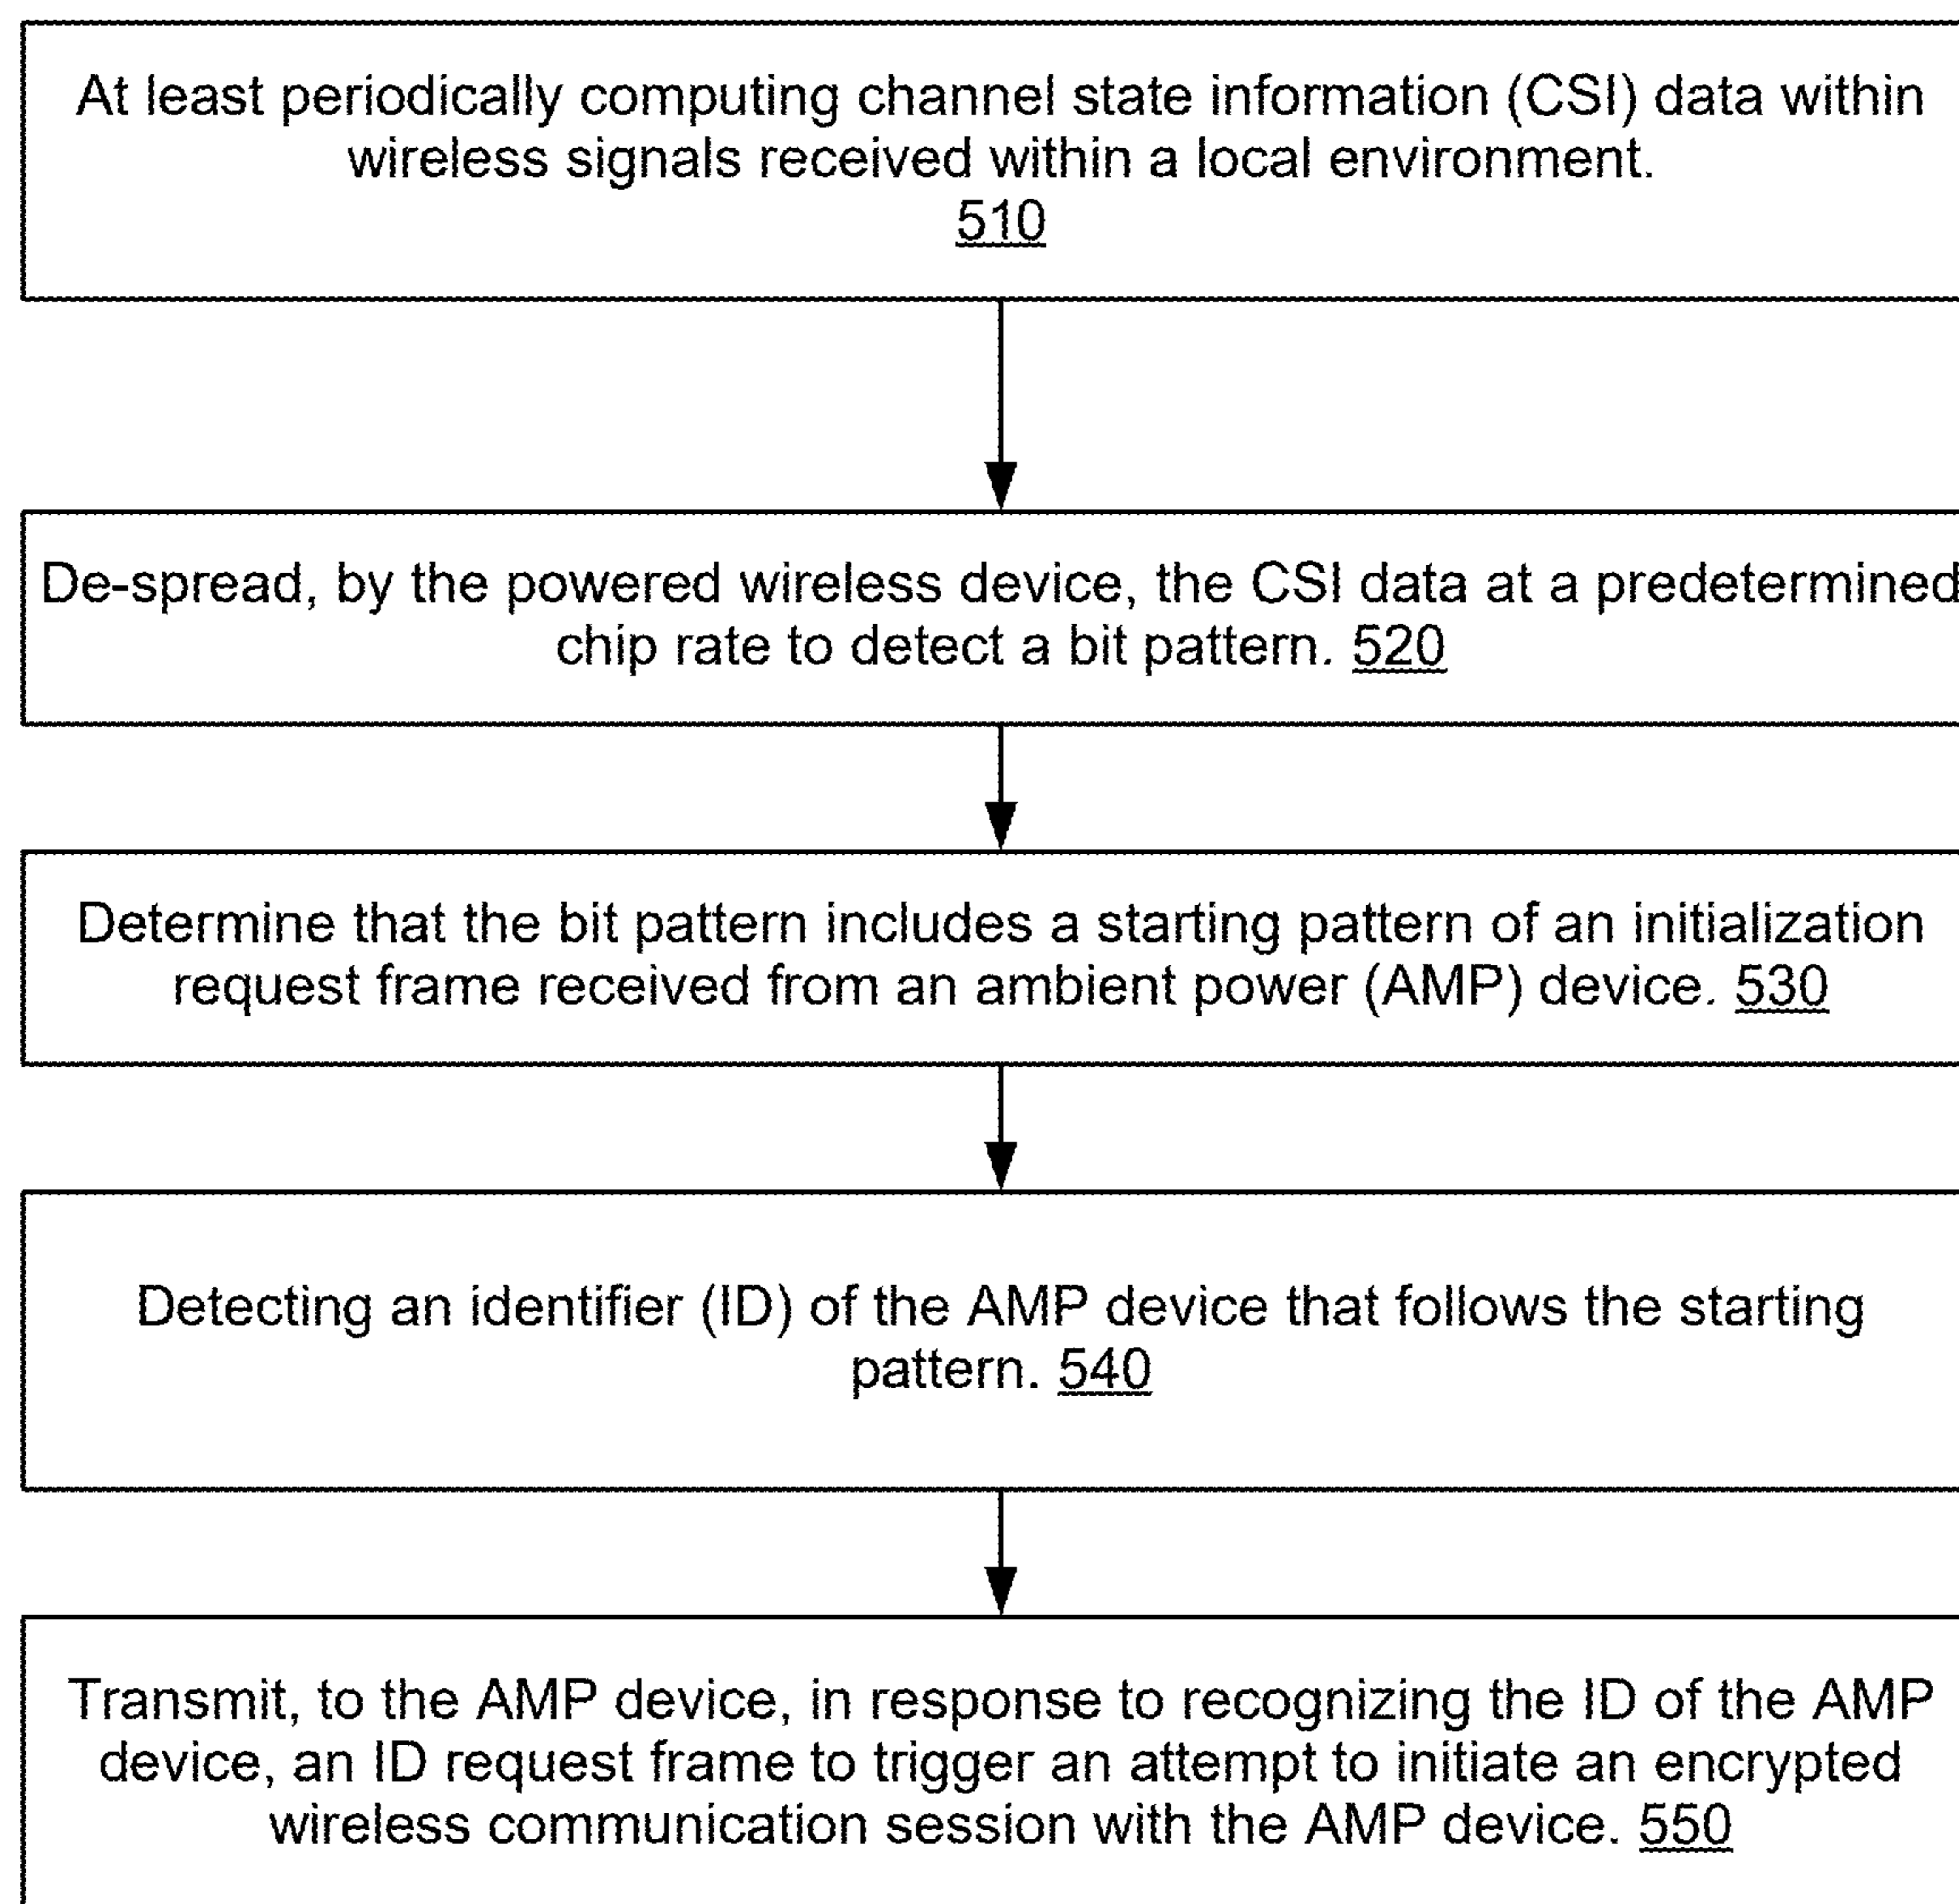 At least periodically computing channel state information (CSI) data within
wireless signals received within a local environment.
510
De-spread, by the powered wireless device, the CSI data at a predetermined
chip rate to detect a bit pattern. 520
Determine that the bit pattern includes a starting pattern of an initialization
request frame received from an ambient power (AMP) device. 530
Detecting an identifier (ID) of the AMP device that follows the starting
pattern. 540
Transmit, to the AMP device, in response to recognizing the ID of the AMP
device, an ID request frame to trigger an attempt to initiate an encrypted
wireless communication session with the AMP device. 550